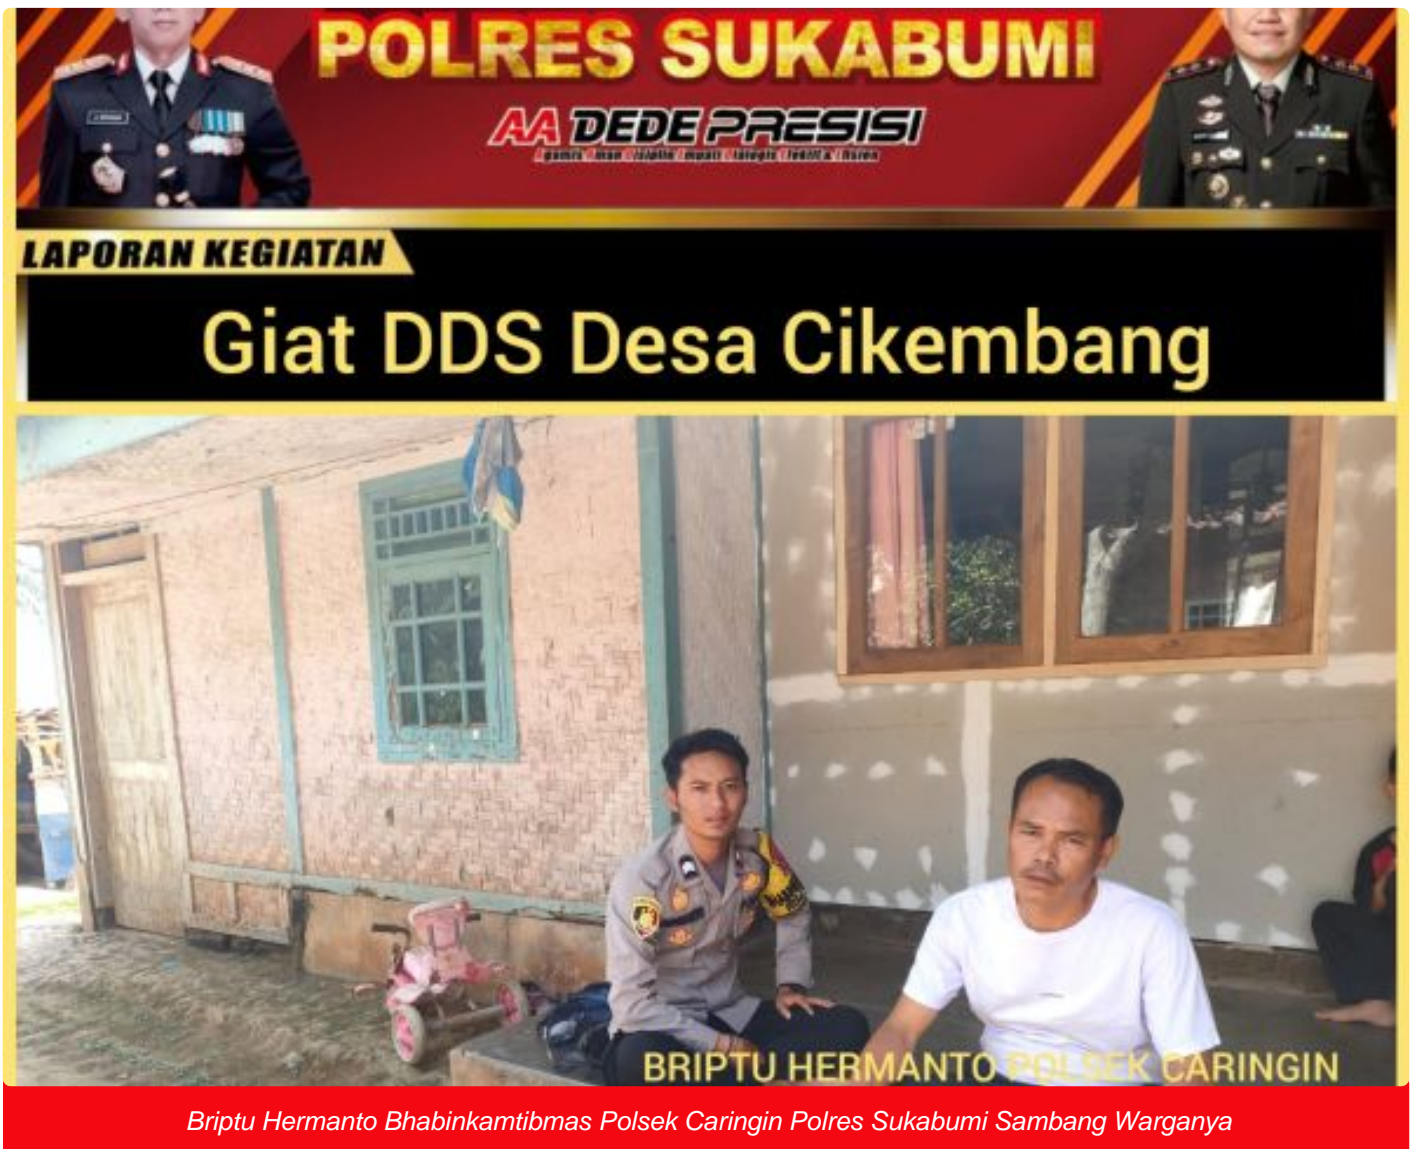 POLRES SUKABUMI
AA DEDE PRESISI
LAPORAN KEGIATAN
Giat DDS Desa Cikembang
BRIPTU HERMANTO POLSEK CARINGIN
Briptu Hermanto Bhabinkamtibmas Polsek Caringin Polres Sukabumi Sambang Warganya